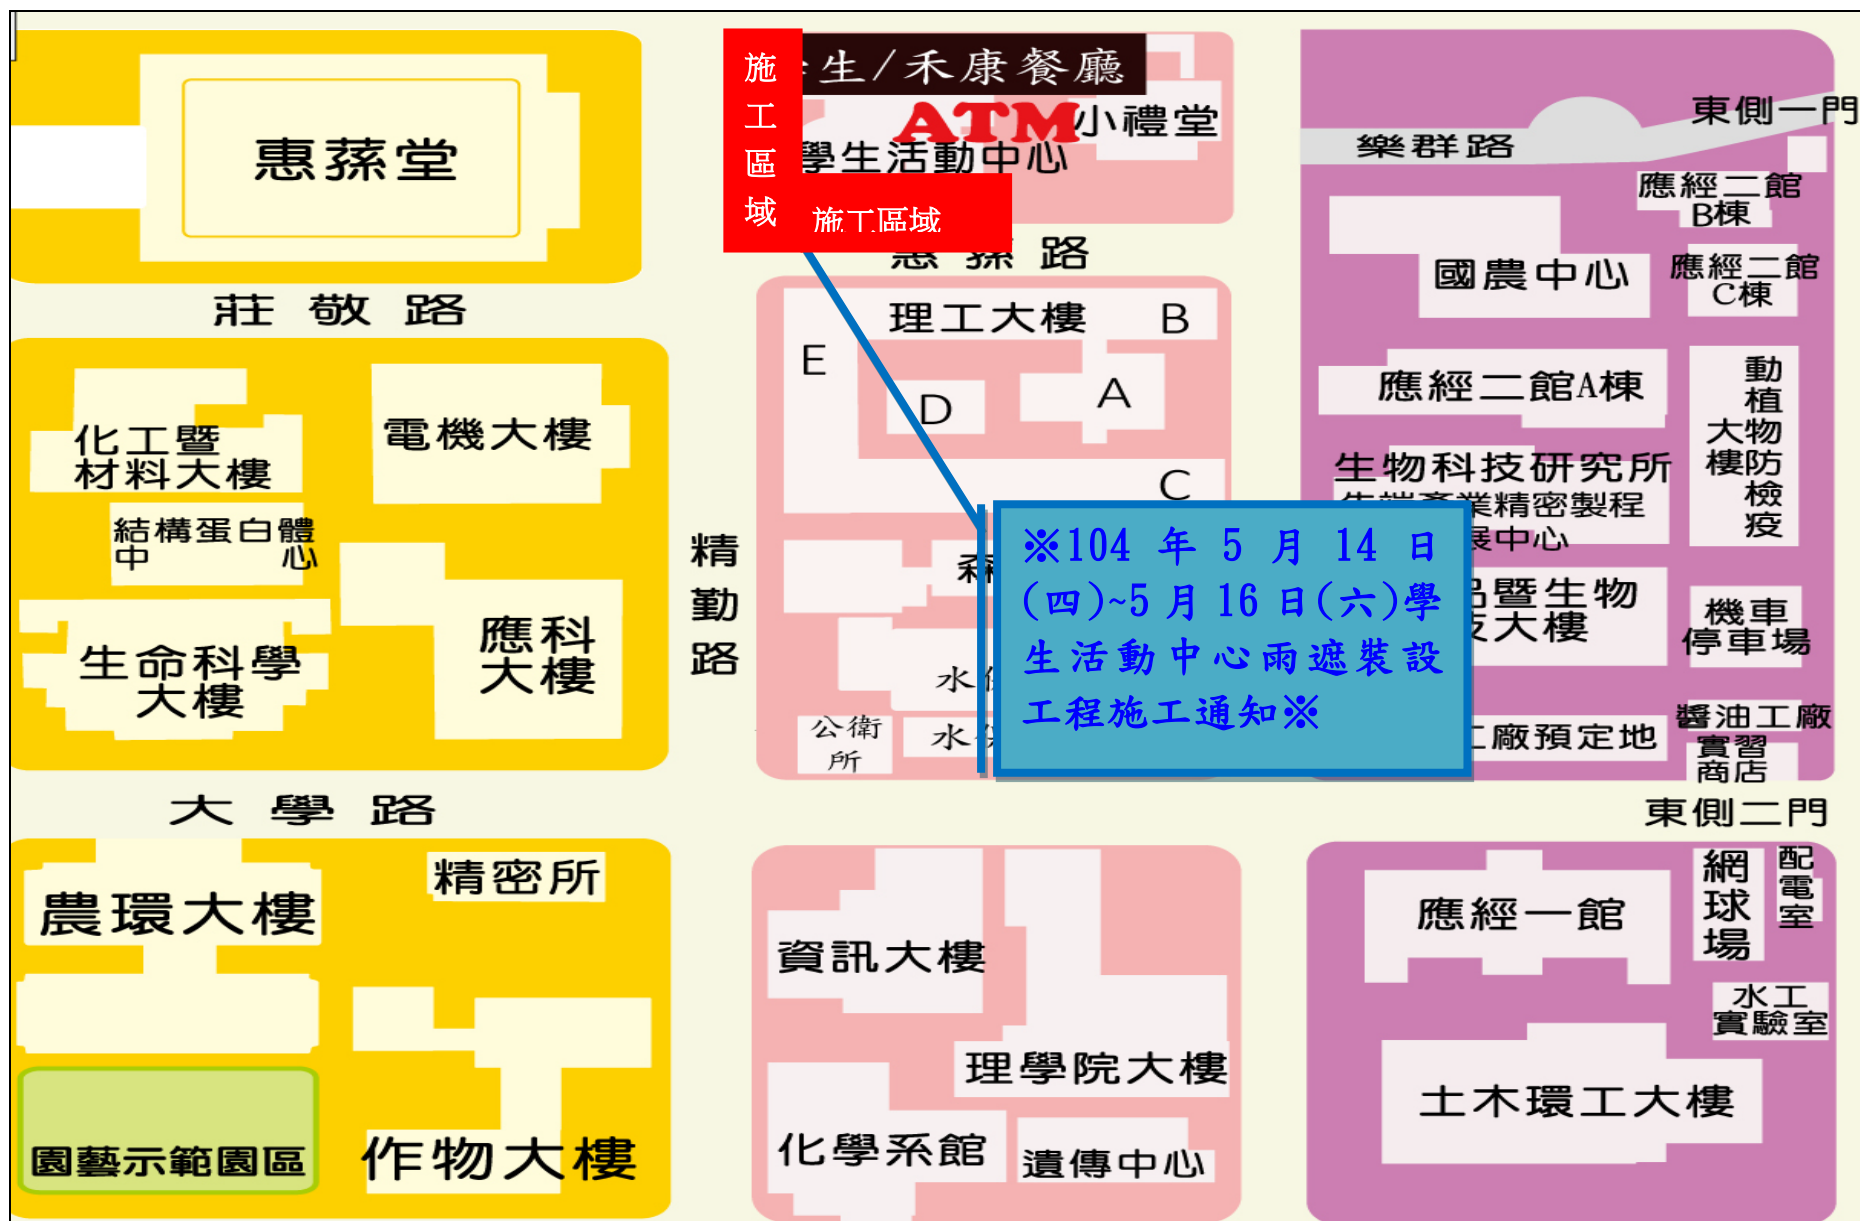 施
工
區
域
生/禾康餐廳
ATM
小禮堂
學生活動中心
施工區域
惠蓀路
惠蓀堂
莊敬路
化工暨
材料大樓
電機大樓
結構蛋白體
中心
生命科學
大樓
應科
大樓
精
勤
路
理工大樓
B
E
D
A
C
森
水保
公衛
所
水保
※104 年 5 月 14 日
(四)~5 月 16 日(六)學
生活動中心雨遮裝設
工程施工通知※
東側一門
樂群路
應經二館
B棟
國農中心
應經二館
C棟
應經二館A棟
動植物防檢疫
大樓
生物科技研究所
業精密製程
展中心
品暨生物
大樓
機車
停車場
工廠預定地
醬油工廠
實習
商店
大學路
東側二門
農環大樓
精密所
園藝示範園區
作物大樓
資訊大樓
理學院大樓
化學系館
遺傳中心
應經一館
網
球
場
配
電
室
水工
實驗室
土木環工大樓